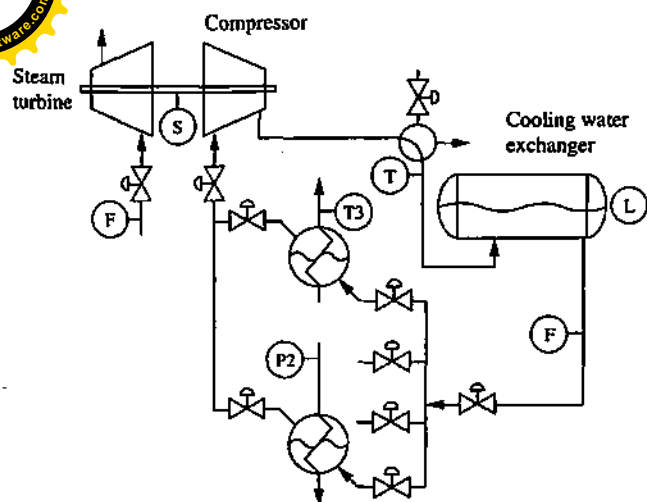 Compressor
Steam
turbine
S
Cooling water
exchanger
T
T3
L
F
F
P2